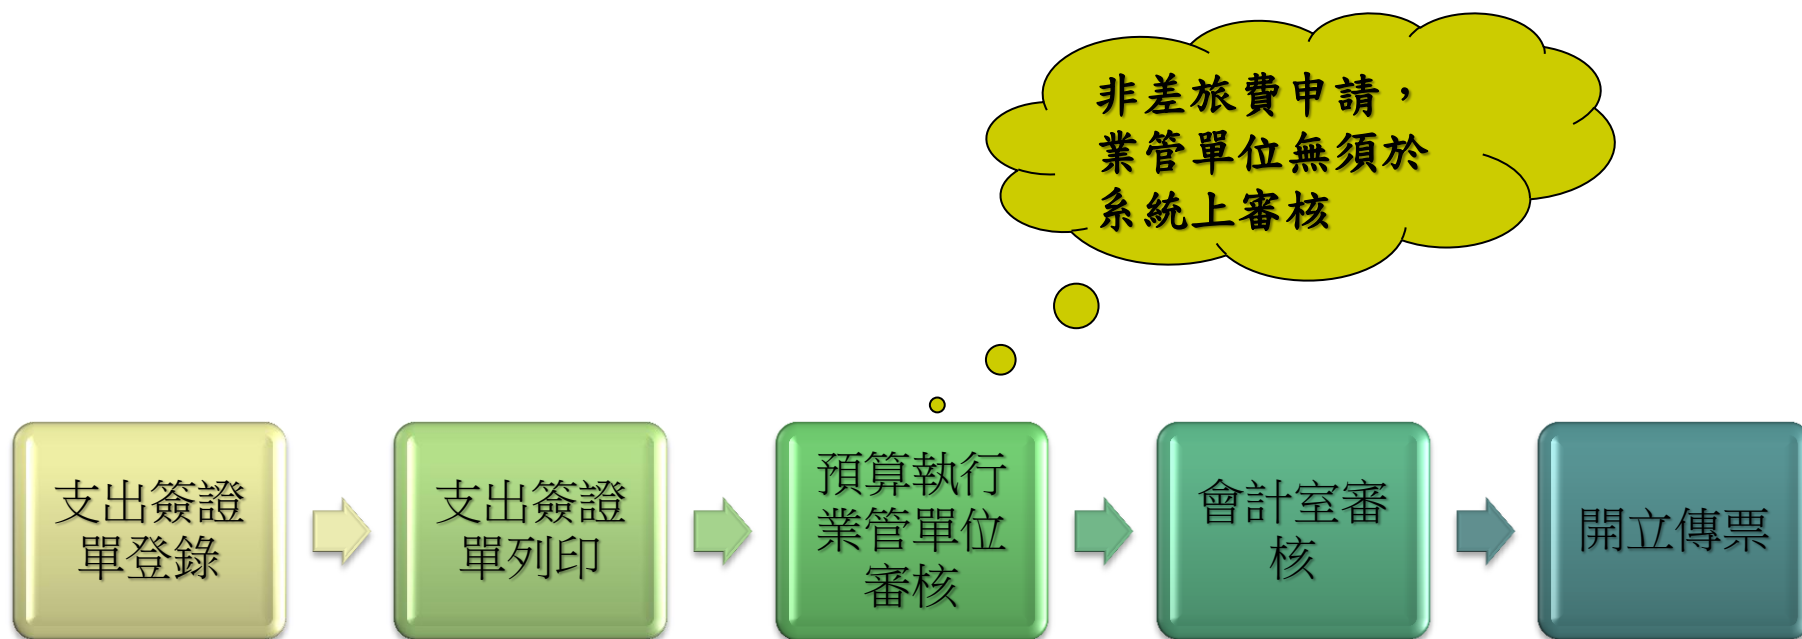 非差旅費申請，
業管單位無須於
系統上審核
支出簽證
單登錄
支出簽證
單列印
預算執行
業管單位
審核
會計室審
核
開立傳票